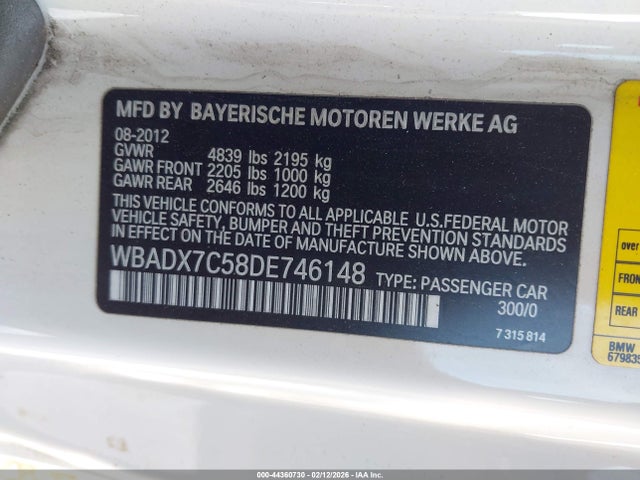 MFD BY BAYERISCHE MOTOREN WERKE AG
08-2012
GVWR 4839 lbs 2195 kg
GAWR FRONT 2205 lbs 1000 kg
GAWR REAR 2646 lbs 1200 kg
THIS VEHICLE CONFORMS TO ALL APPLICABLE U.S.FEDERAL MOTOR
VEHICLE SAFETY, BUMPER AND THEFT PREVENTION STANDARDS
IN EFFECT ON THE DATE OF MANUFACTURE SHOWN ABOVE.
WBADX7C58DE746148 TYPE: PASSENGER CAR
300/0
7 315 814
over
FRON
REAR
BMW
679835
000-44360730 - 02/12/2026 - IAA Corp.